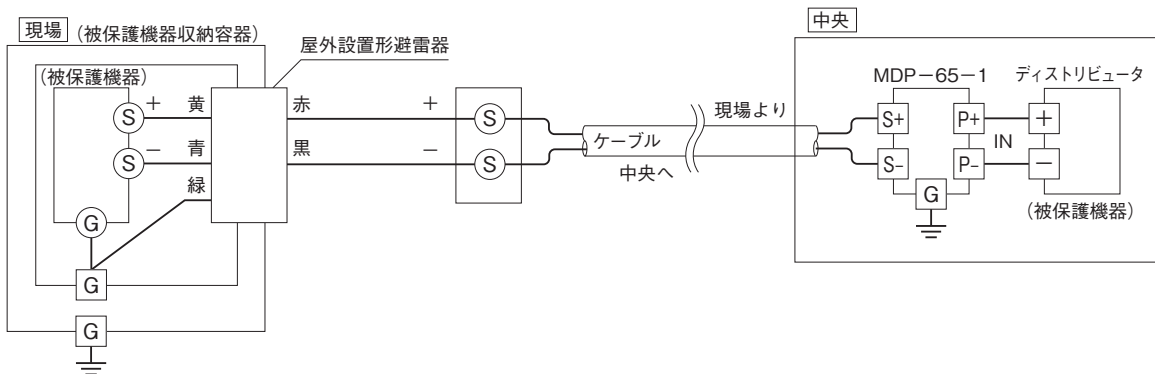 現場 (被保護機器収納容器)
屋外設置形避雷器
(被保護機器)
S + 黄 赤 + S
S − 青 黒 − S
緑
G
G
G
ケーブル
現場より
中央へ
中央
MDP−65−1 ディストリビュータ
S+ P+ +
IN
S− P− −
G
(被保護機器)